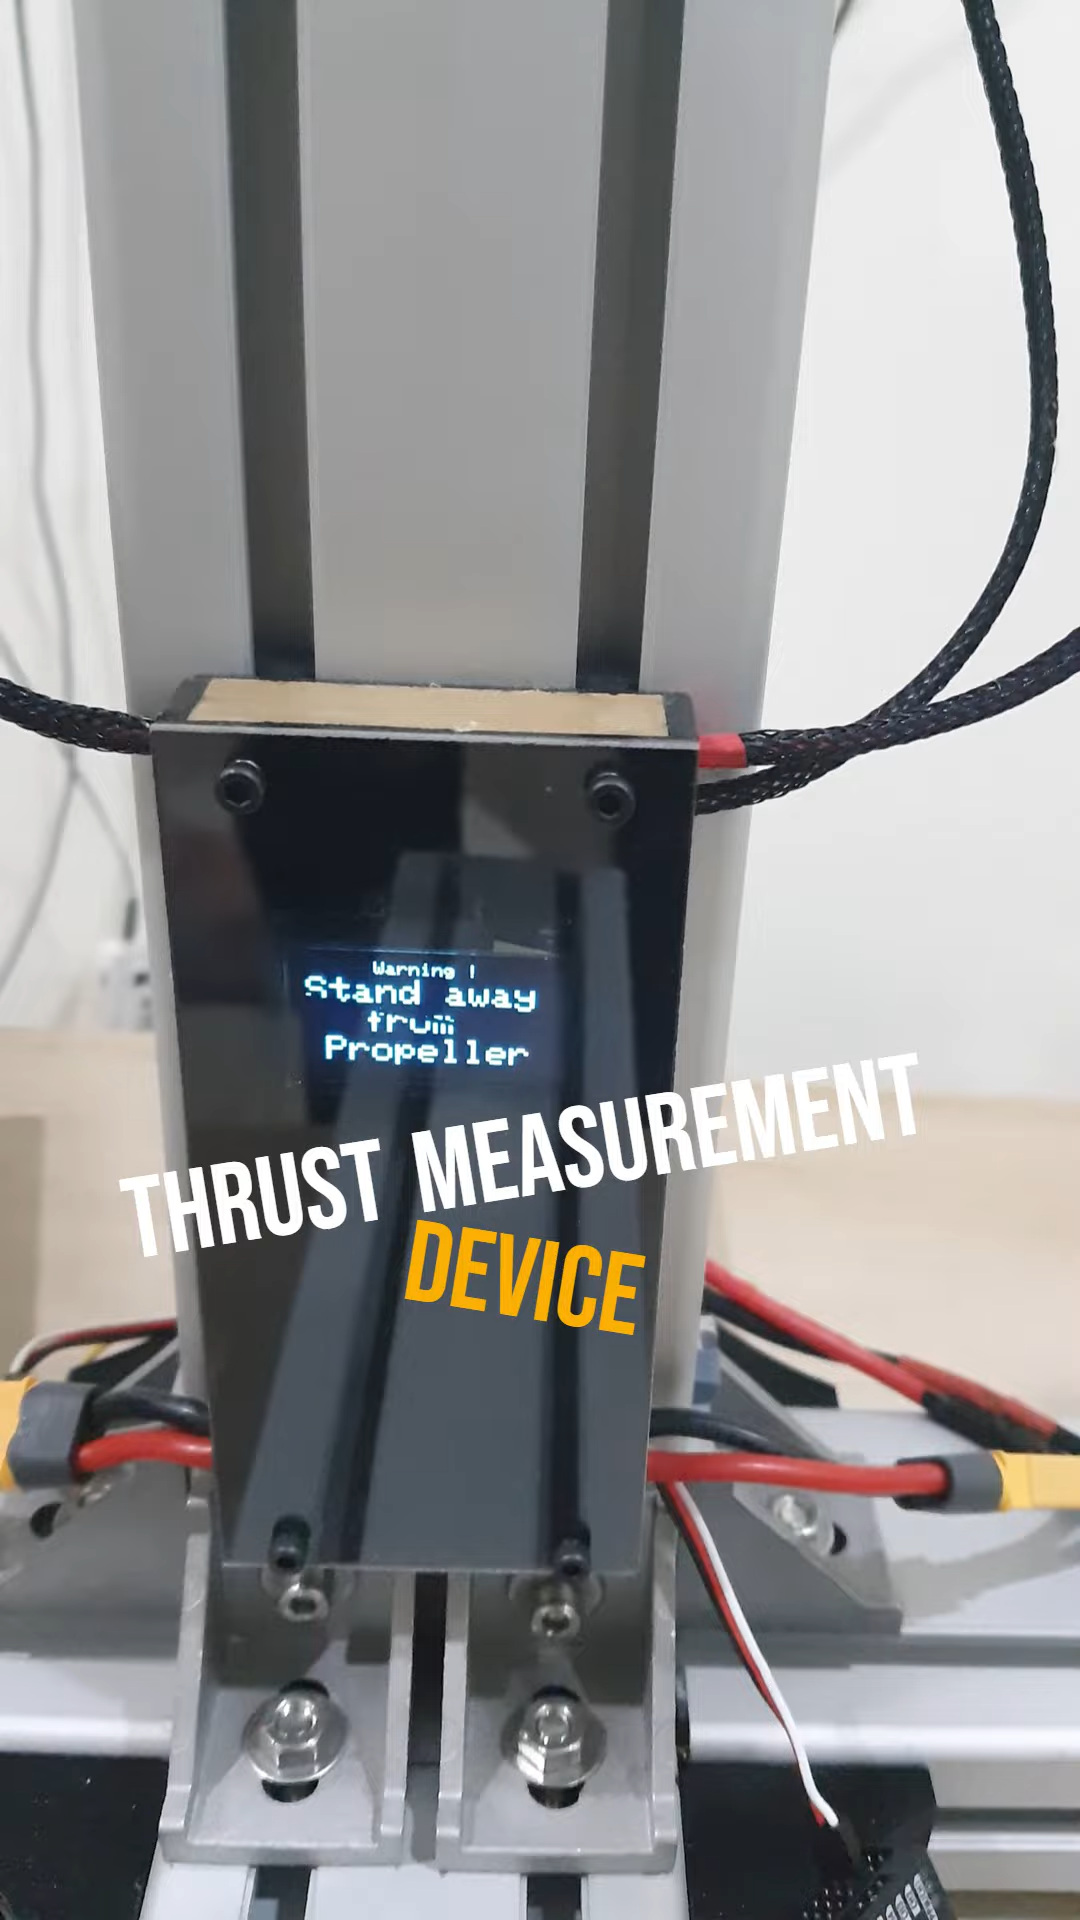 Warning !
Stand away
from
Propeller
THRUST MEASUREMENT
DEVICE